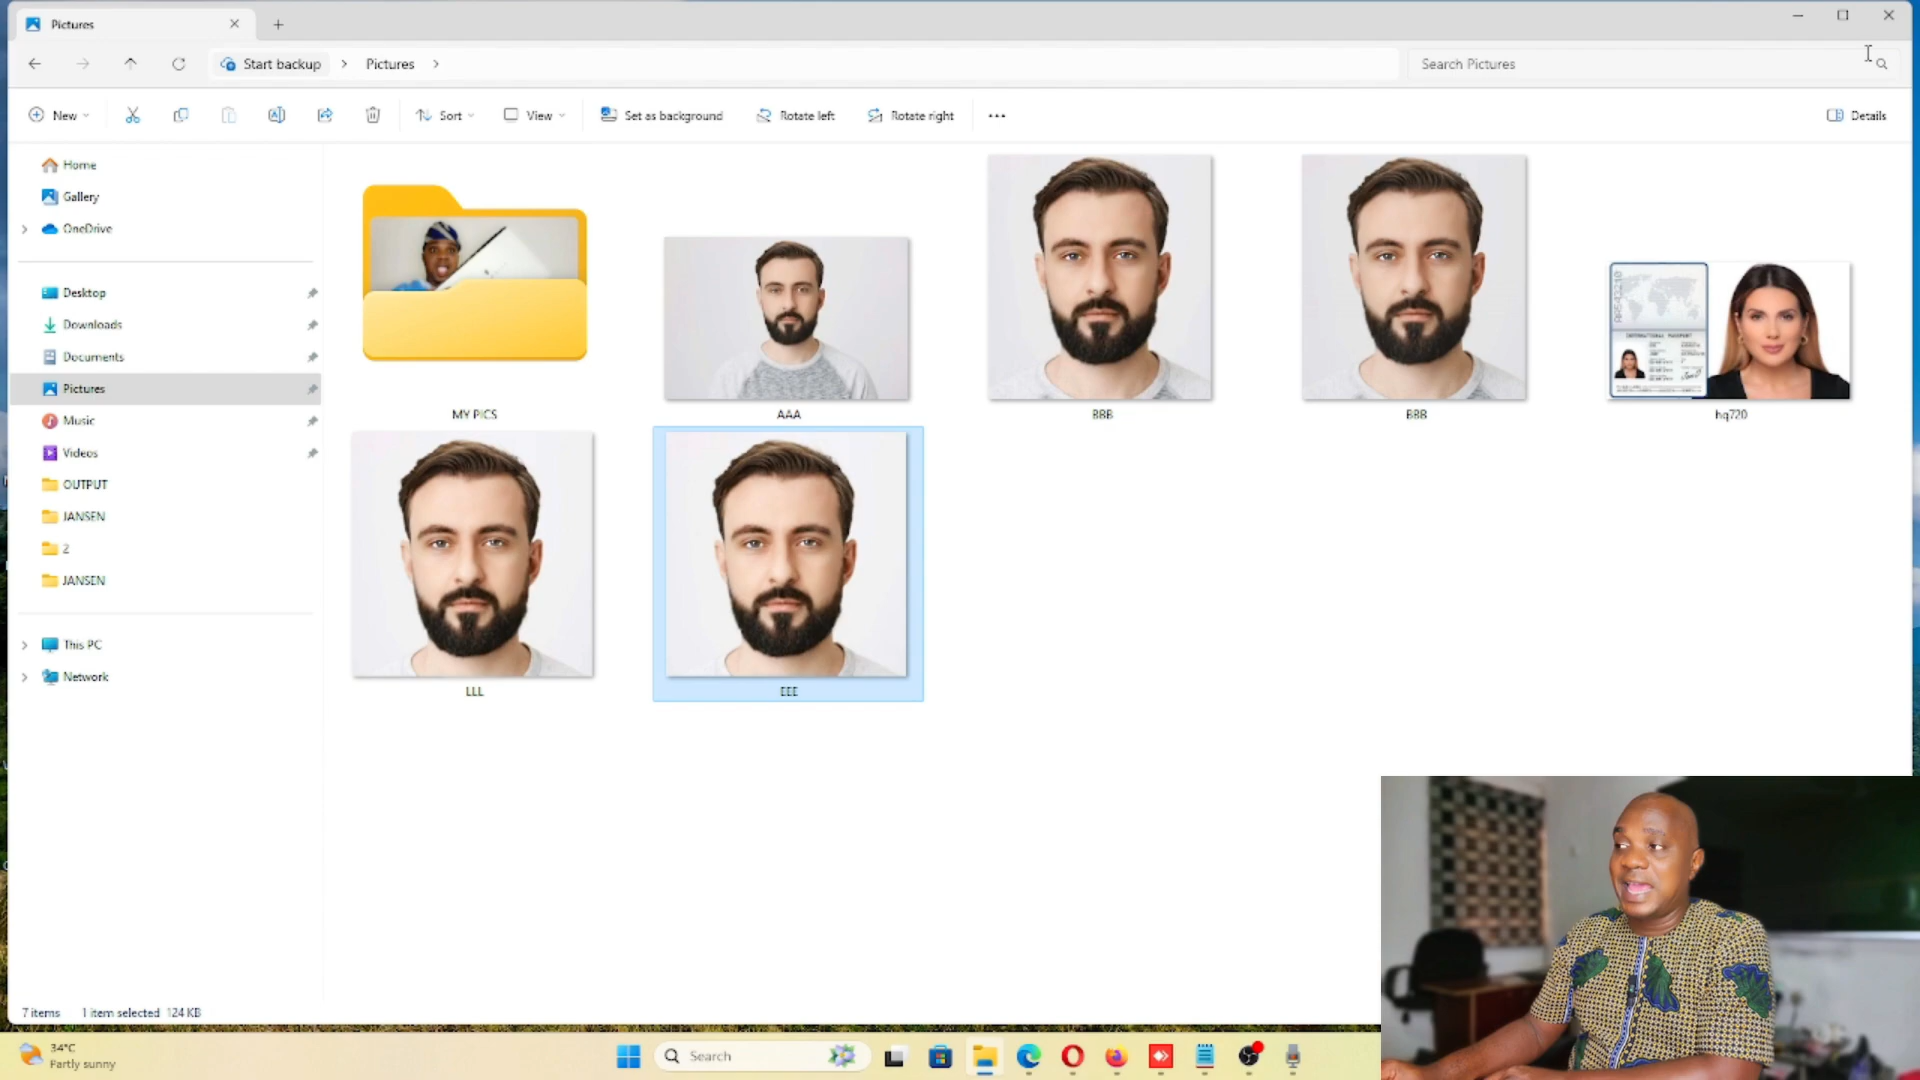 Pictures
Start backup
Pictures
Search Pictures
New
Sort
View
Set as background
Rotate left
Rotate right
Details
Home
Gallery
OneDrive
Desktop
Downloads
Documents
Pictures
Music
Videos
OUTPUT
JANSEN
2
JANSEN
This PC
Network
MY PICS
AAA
BBB
BBB
INTERNATIONAL PASSPORT
hq720
LLL
EEE
7 items 1 item selected 124 KB
34°C
Partly sunny
Search